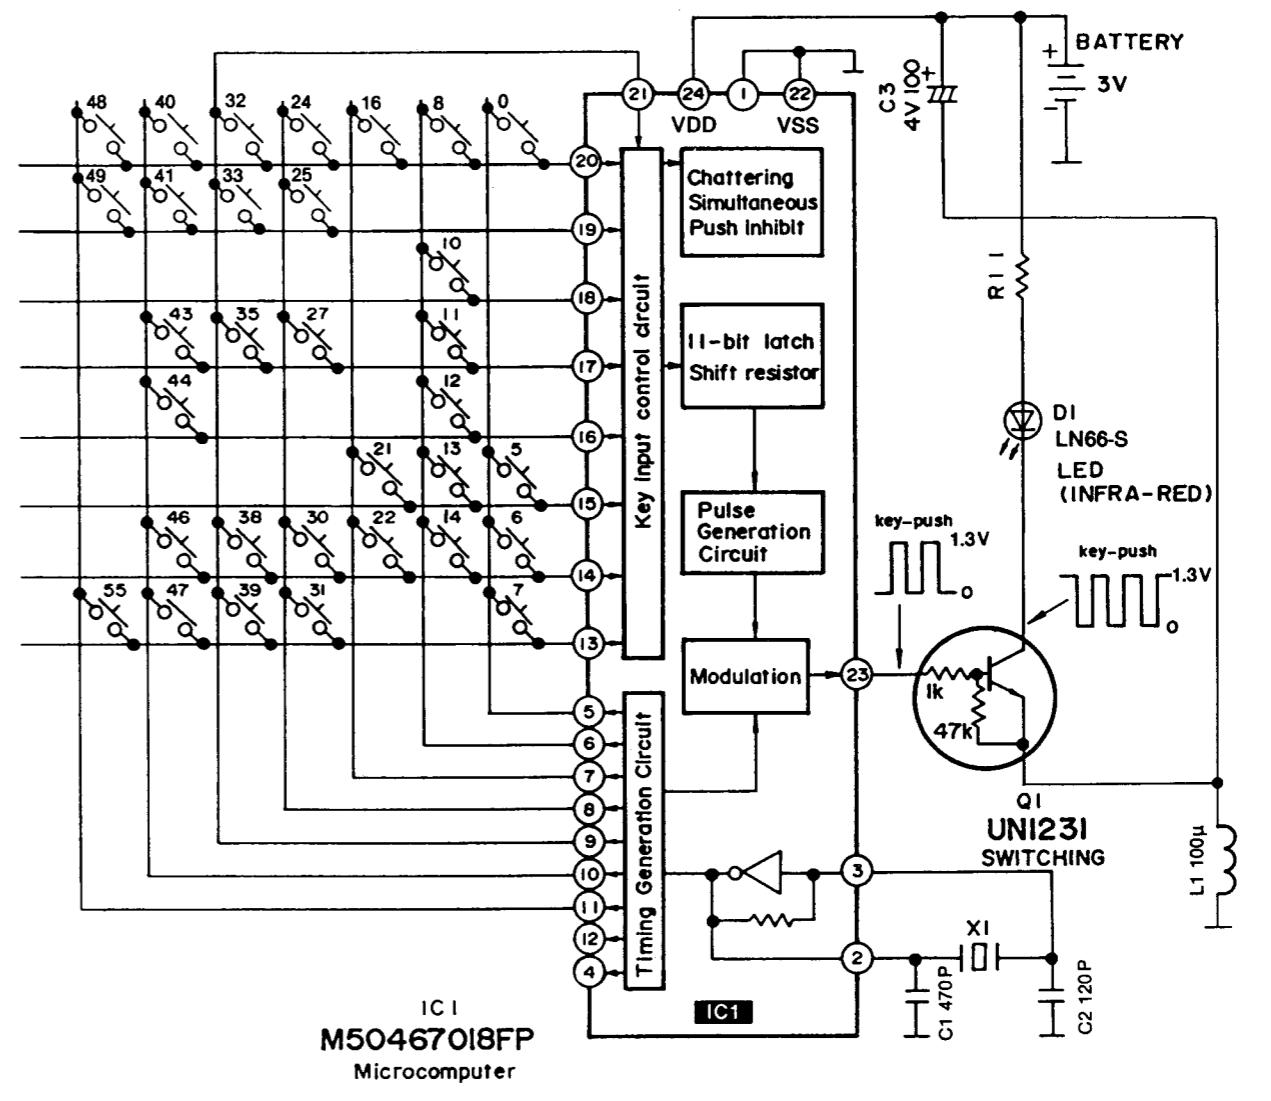 BATTERY
+
3V
-
C3
4V 100
+
21
24
1
22
VDD
VSS
48
40
32
24
16
8
0
20
49
41
33
25
19
10
18
43
35
27
11
17
44
12
16
21
13
5
15
46
38
30
22
14
6
14
55
47
39
31
7
13
Key input control circuit
Chattering
Simultaneous
Push Inhibit
11-bit latch
Shift resistor
Pulse
Generation
Circuit
Modulation
23
R11
D1
LN66-S
LED
(INFRA-RED)
key-push
1.3V
0
key-push
1.3V
0
1k
47k
Q1
UN1231
SWITCHING
L1 100μ
5
6
7
8
9
10
11
12
4
Timing Generation Circuit
3
2
X1
C1 470P
C2 120P
IC1
IC1
M50467018FP
Microcomputer